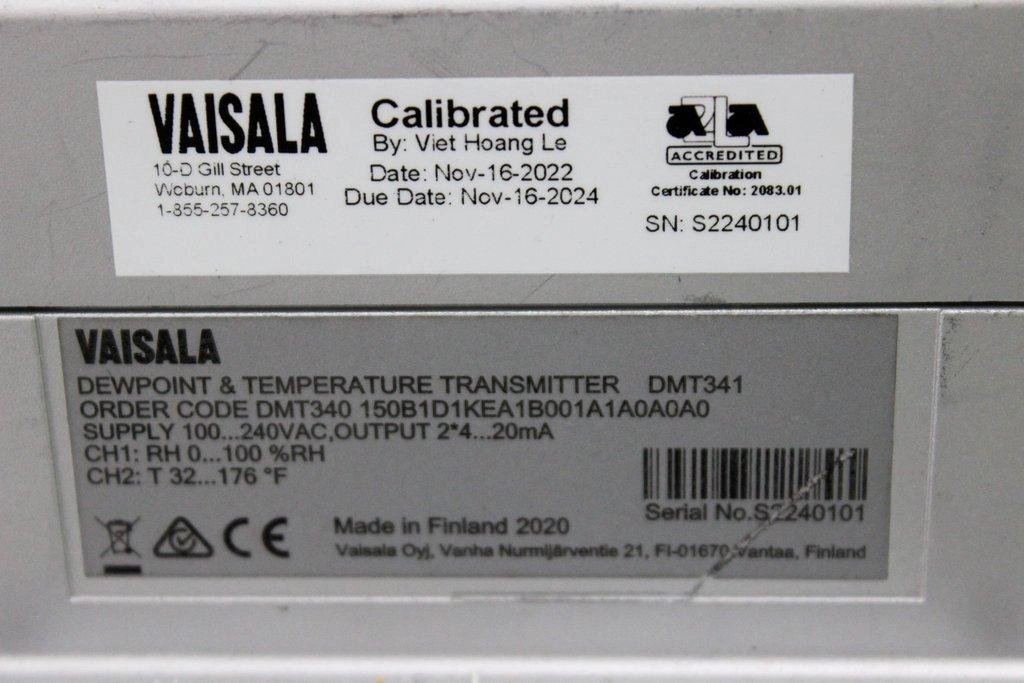 VAISALA
10-D Gill Street
Woburn, MA 01801
1-855-257-8360
Calibrated
By: Viet Hoang Le
Date: Nov-16-2022
Due Date: Nov-16-2024
a2la
ACCREDITED
Calibration
Certificate No: 2083.01
SN: S2240101
VAISALA
DEWPOINT & TEMPERATURE TRANSMITTER DMT341
ORDER CODE DMT340 150B1D1KEA1B001A1A0A0A0
SUPPLY 100...240VAC,OUTPUT 2*4...20mA
CH1: RH 0...100 %RH
CH2: T 32...176 °F
Serial No.S2240101
CE
Made in Finland 2020
Vaisala Oyj, Vanha Nurmijärventie 21, FI-01670 Vantaa, Finland